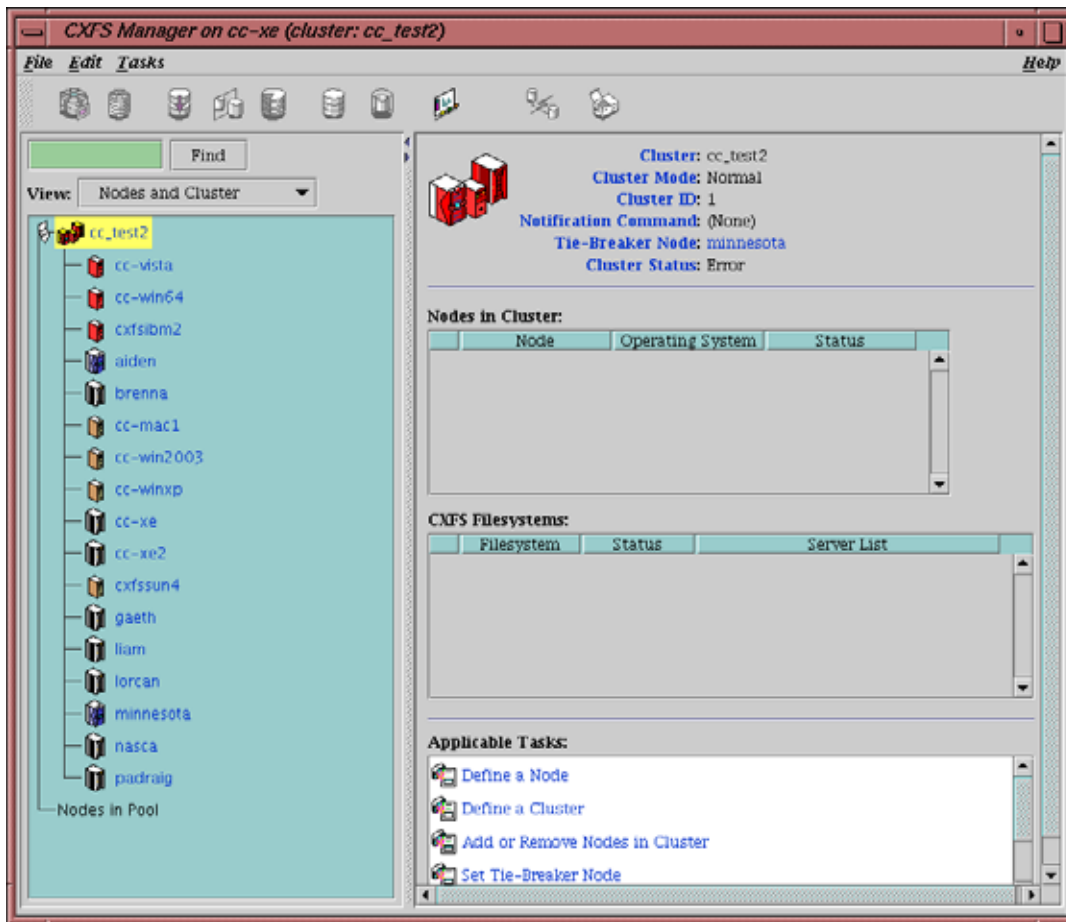 CXFS Manager on cc-xe (cluster: cc_test2)
File Edit Tasks Help
Find
View: Nodes and Cluster
cc_test2
cc-vista
cc-win64
cxfsibm2
aiden
brenna
cc-mac1
cc-win2003
cc-winxp
cc-xe
cc-xe2
cxfssun4
gaeth
liam
lorcan
minnesota
nasca
padraig
Nodes in Pool
Cluster: cc_test2
Cluster Mode: Normal
Cluster ID: 1
Notification Command: (None)
Tie-Breaker Node: minnesota
Cluster Status: Error
Nodes in Cluster:
Node Operating System Status
CXFS Filesystems:
Filesystem Status Server List
Applicable Tasks:
Define a Node
Define a Cluster
Add or Remove Nodes in Cluster
Set Tie-Breaker Node